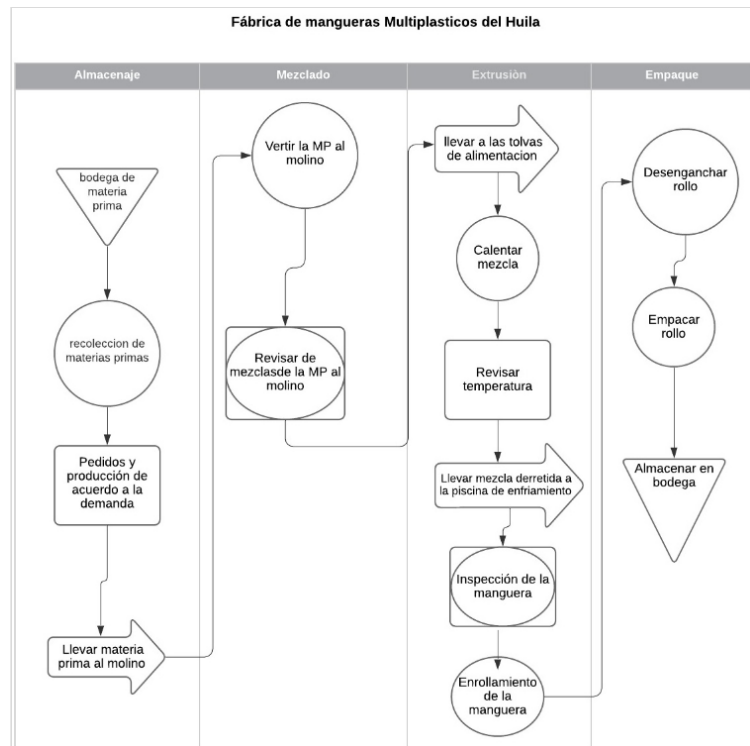 Fábrica de mangueras Multiplasticos del Huila
Almacenaje
Mezclado
Extrusión
Empaque
bodega de
materia
prima
recoleccion de
materias primas
Pedidos y
producción de
acuerdo a la
demanda
Llevar materia
prima al molino
Vertir la MP al
molino
Revisar de
mezclasde la MP al
molino
llevar a las tolvas
de alimentacion
Calentar
mezcla
Revisar
temperatura
Llevar mezcla derretida a
la piscina de enfriamiento
Inspección de la
manguera
Enrollamiento
de la
manguera
Desenganchar
rollo
Empacar
rollo
Almacenar en
bodega